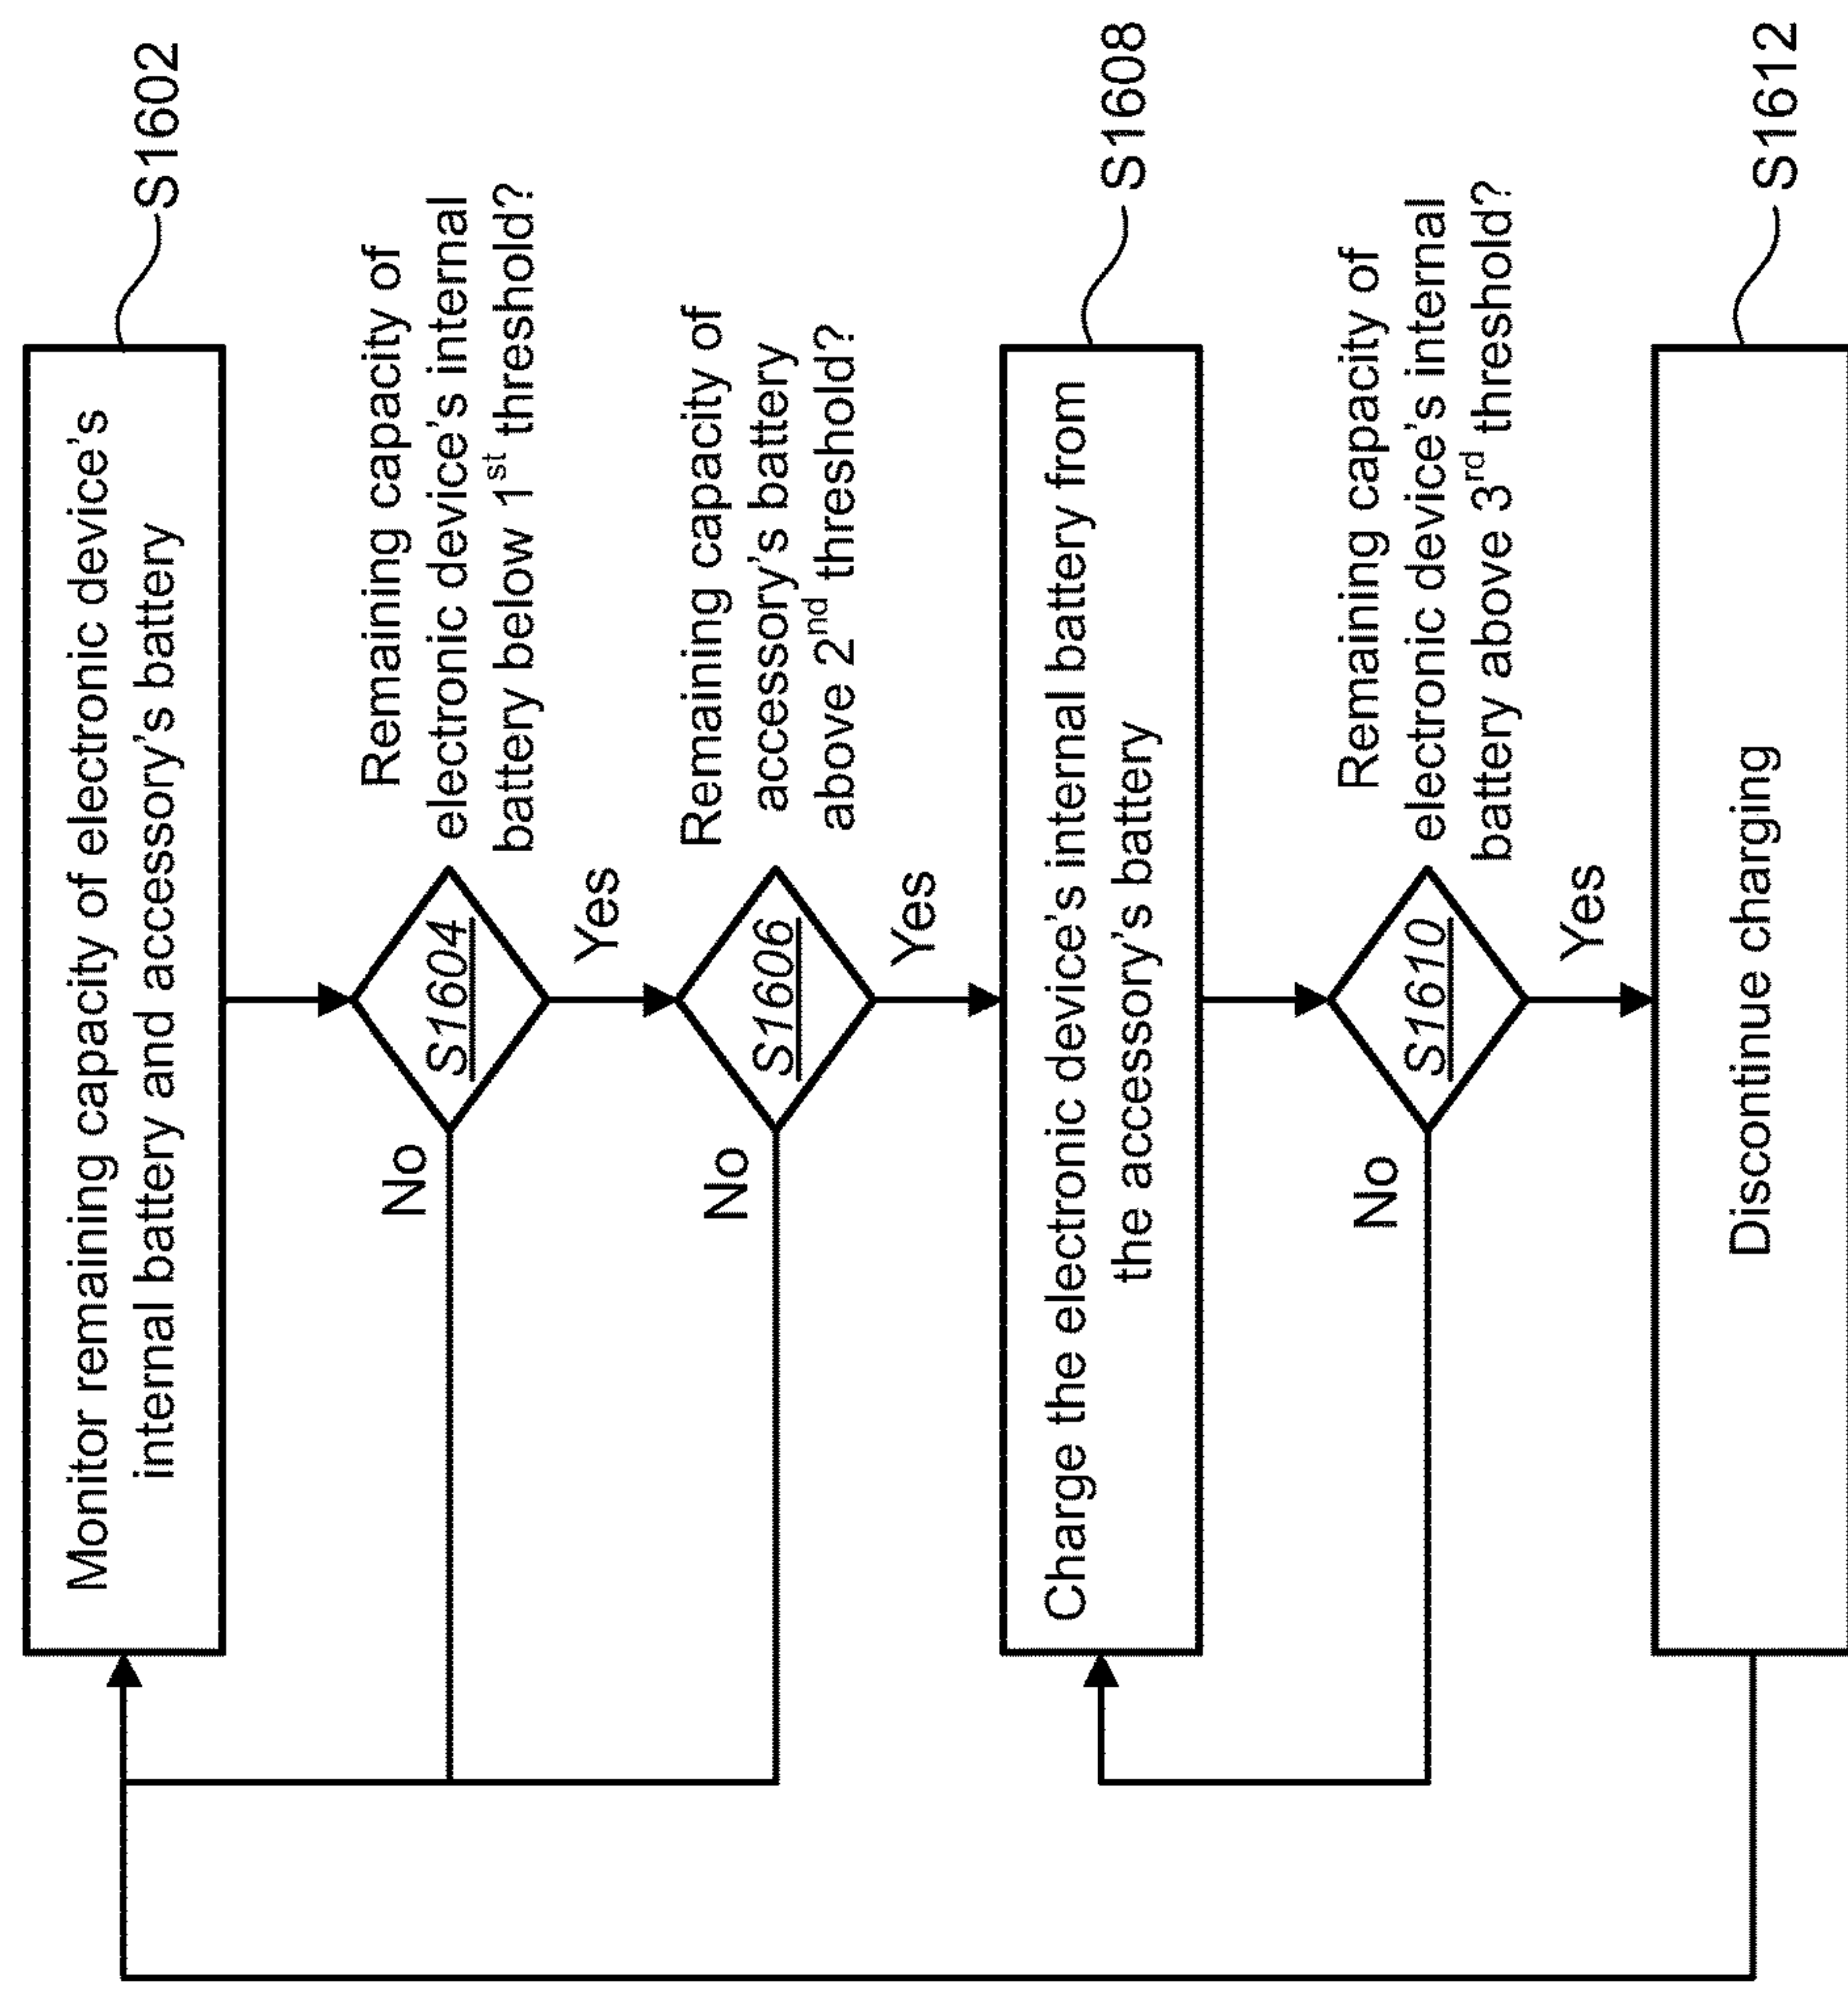 Monitor remaining capacity of electronic device's
internal battery and accessory's battery
S1602
Remaining capacity of
electronic device's internal
battery below 1st threshold?
S1604
No
Yes
Remaining capacity of
accessory's battery
above 2nd threshold?
S1606
No
Yes
Charge the electronic device's internal battery from
the accessory's battery
S1608
Remaining capacity of
electronic device's internal
battery above 3rd threshold?
S1610
No
Yes
Discontinue charging
S1612